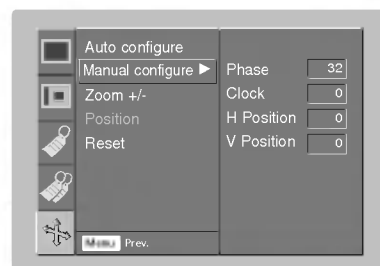 Auto configure
Manual configure ▶
Zoom +/-
Position
Reset
Phase 32
Clock 0
H Position 0
V Position 0
Menu Prev.